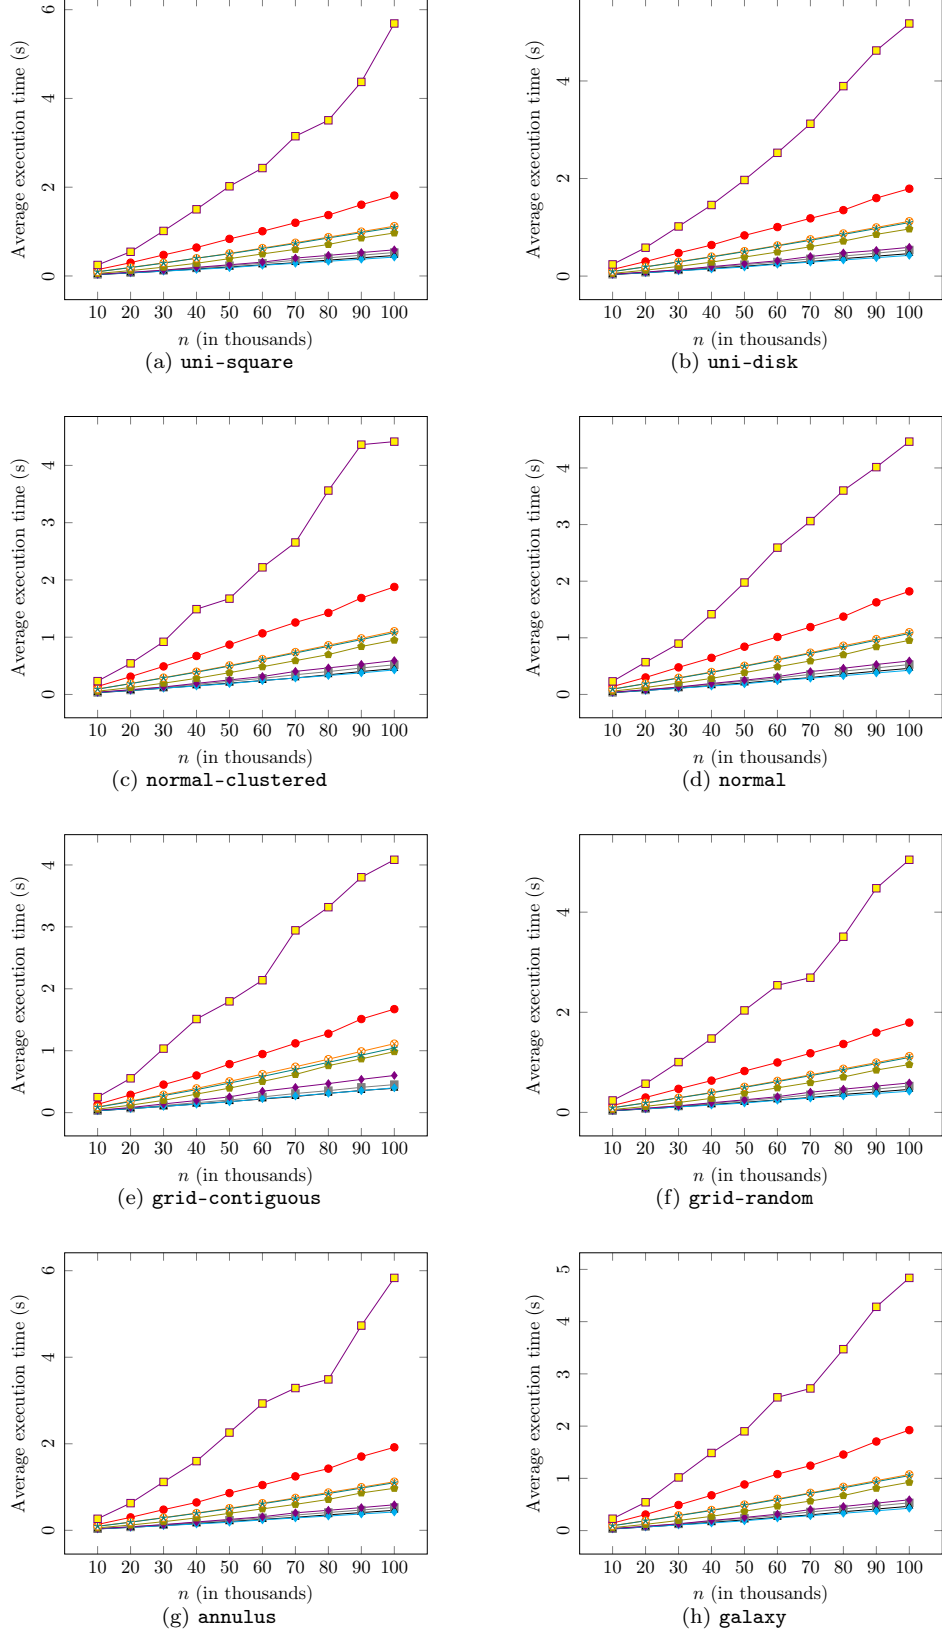 6
4
2
0
Average execution time (s)
10 20 30 40 50 60 70 80 90 100
n (in thousands)
(a) uni-square
4
2
0
Average execution time (s)
10 20 30 40 50 60 70 80 90 100
n (in thousands)
(b) uni-disk
4
3
2
1
0
Average execution time (s)
10 20 30 40 50 60 70 80 90 100
n (in thousands)
(c) normal-clustered
4
3
2
1
0
Average execution time (s)
10 20 30 40 50 60 70 80 90 100
n (in thousands)
(d) normal
4
3
2
1
0
Average execution time (s)
10 20 30 40 50 60 70 80 90 100
n (in thousands)
(e) grid-contiguous
4
2
0
Average execution time (s)
10 20 30 40 50 60 70 80 90 100
n (in thousands)
(f) grid-random
6
4
2
0
Average execution time (s)
10 20 30 40 50 60 70 80 90 100
n (in thousands)
(g) annulus
5
4
3
2
1
0
Average execution time (s)
10 20 30 40 50 60 70 80 90 100
n (in thousands)
(h) galaxy